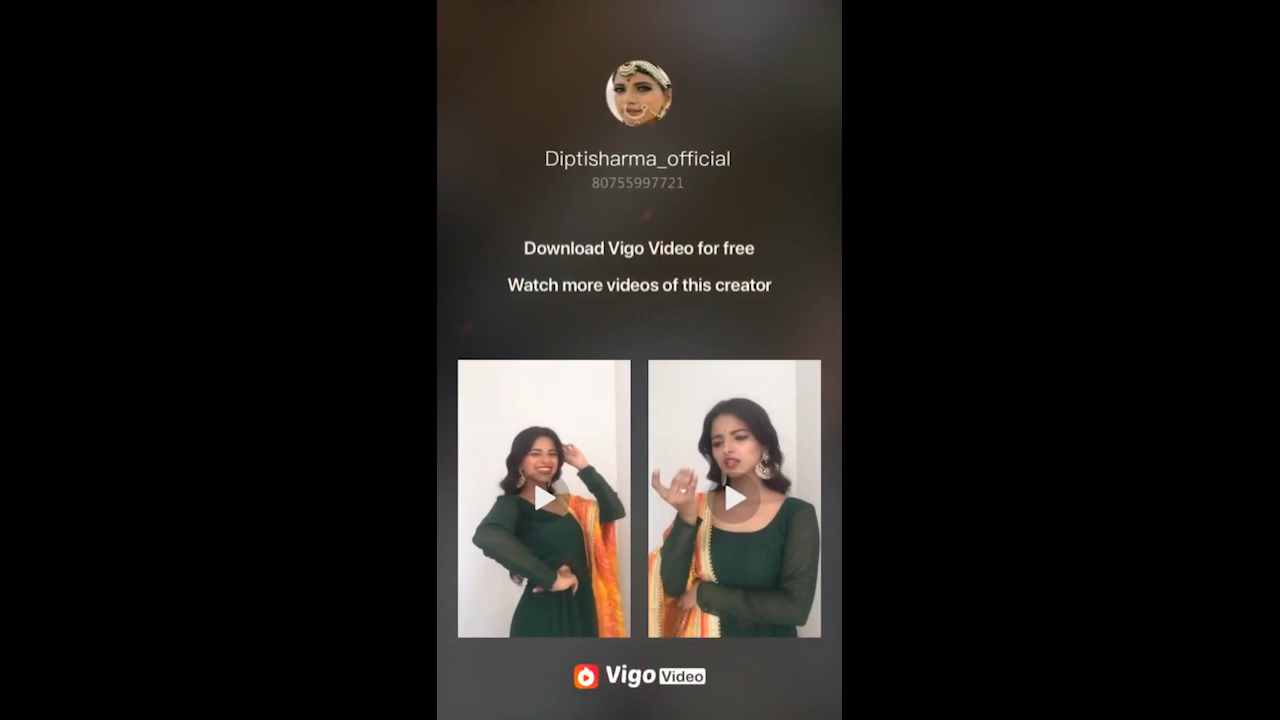 Diptisharma_official
80755997721
Download Vigo Video for free
Watch more videos of this creator
Vigo Video